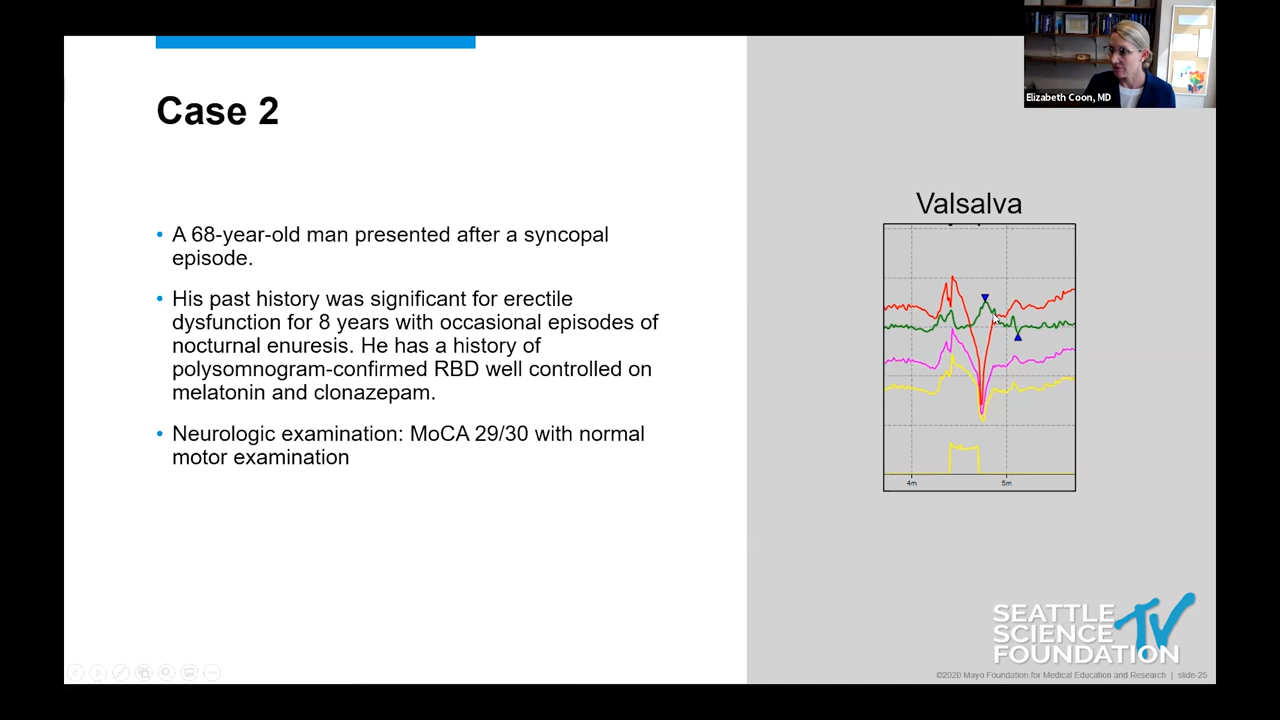 Elizabeth Coon, MD
Case 2
• A 68-year-old man presented after a syncopal
episode.
• His past history was significant for erectile
dysfunction for 8 years with occasional episodes of
nocturnal enuresis. He has a history of
polysomnogram-confirmed RBD well controlled on
melatonin and clonazepam.
• Neurologic examination: MoCA 29/30 with normal
motor examination
Valsalva
4m 5m
SEATTLE
SCIENCE TV
FOUNDATION
©2020 Mayo Foundation for Medical Education and Research | slide-25